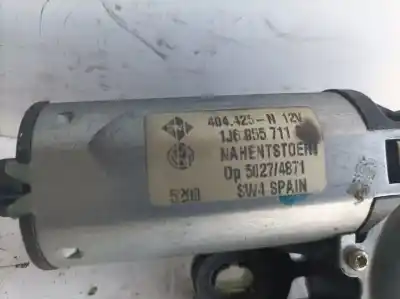 404.425-H 12V
1J6 955 711
NAHENTSTOERT
Dp 5027/4871
5200 SW4 SPAIN